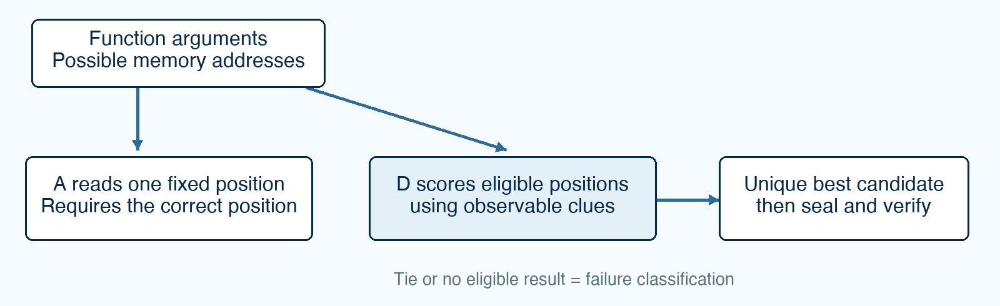 Function arguments
Possible memory addresses
A reads one fixed position
Requires the correct position
D scores eligible positions
using observable clues
Unique best candidate
then seal and verify
Tie or no eligible result = failure classification